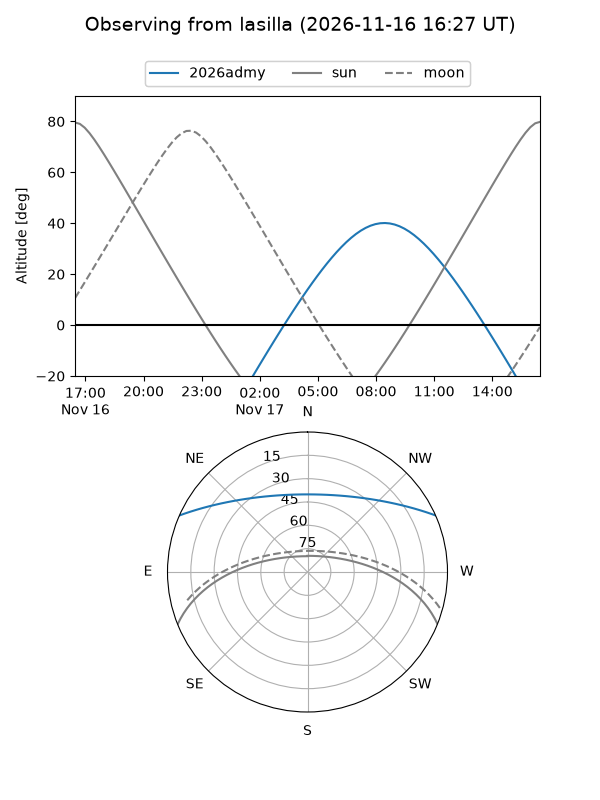 Observing from lasilla (2026-11-16 16:27 UT)
2026admy sun moon
Altitude [deg]
80
60
40
20
0
−20
17:00 20:00 23:00 02:00 05:00 08:00 11:00 14:00
Nov 16 Nov 17
N
NE NW
15
30
45
60
75
E W
SE SW
S